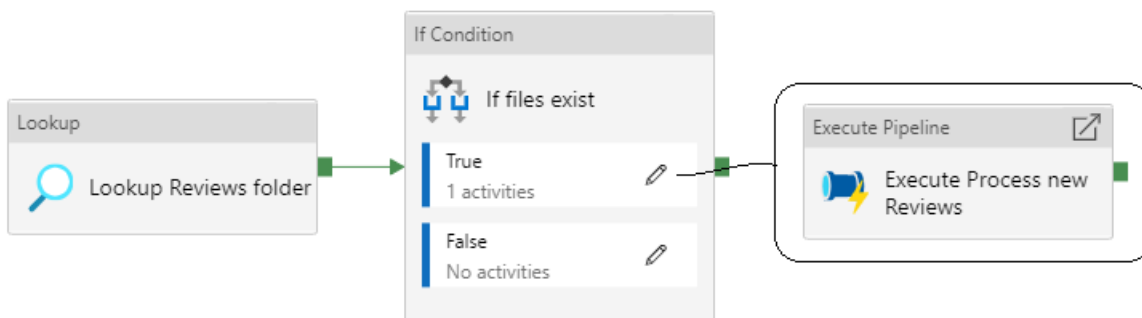 Lookup
Lookup Reviews folder
If Condition
If files exist
True
1 activities
False
No activities
Execute Pipeline
Execute Process new
Reviews